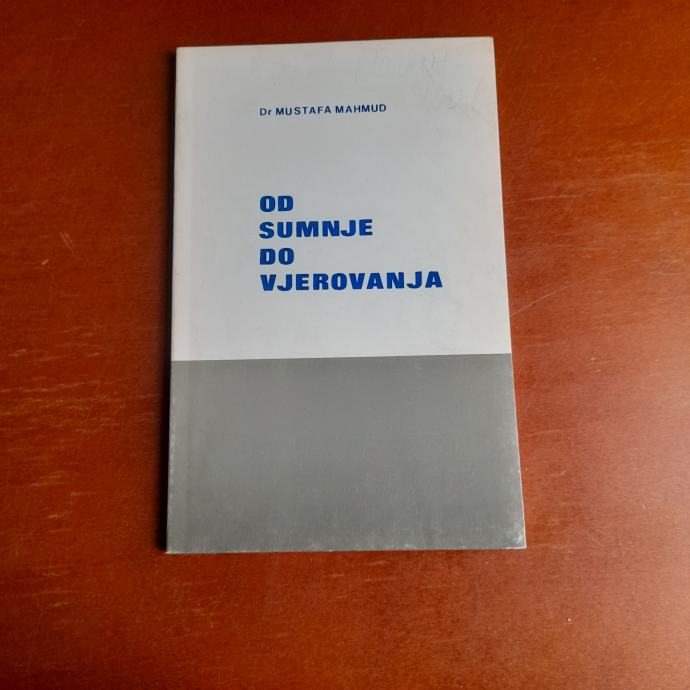 Dr MUSTAFA MAHMUD
OD
SUMNJE
DO
VJEROVANJA